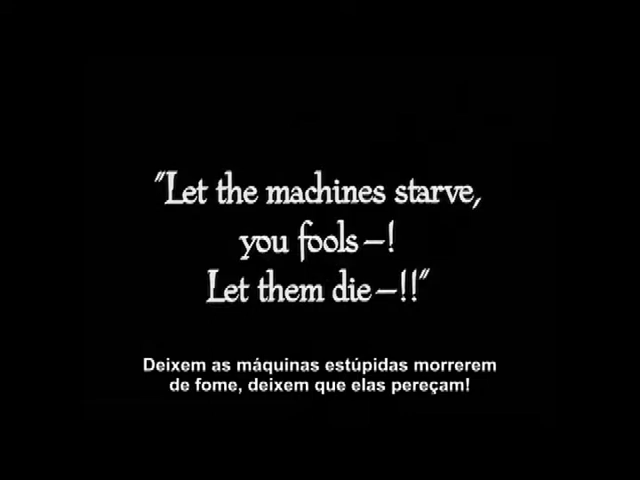 "Let the machines starve,
you fools—!
Let them die—!!"
Deixem as máquinas estúpidas morrerem
de fome, deixem que elas pereçam!